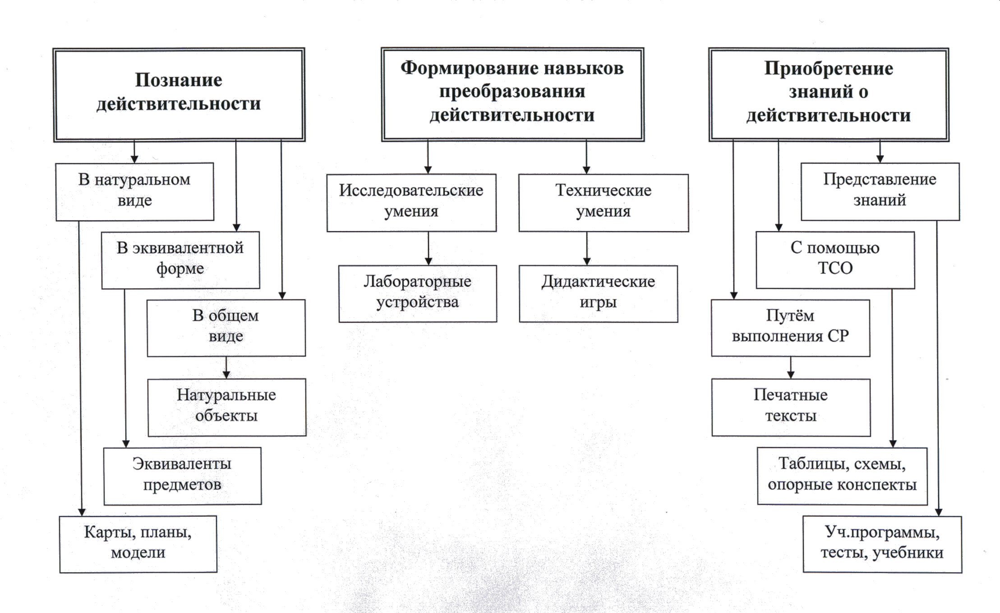 Познание
действительности
В натуральном
виде
В эквивалентной
форме
В общем
виде
Натуральные
объекты
Эквиваленты
предметов
Карты, планы,
модели
Формирование навыков
преобразования
действительности
Исследовательские
умения
Технические
умения
Лабораторные
устройства
Дидактические
игры
Приобретение
знаний о
действительности
Представление
знаний
С помощью
ТСО
Путём
выполнения СР
Печатные
тексты
Таблицы, схемы,
опорные конспекты
Уч.программы,
тесты, учебники